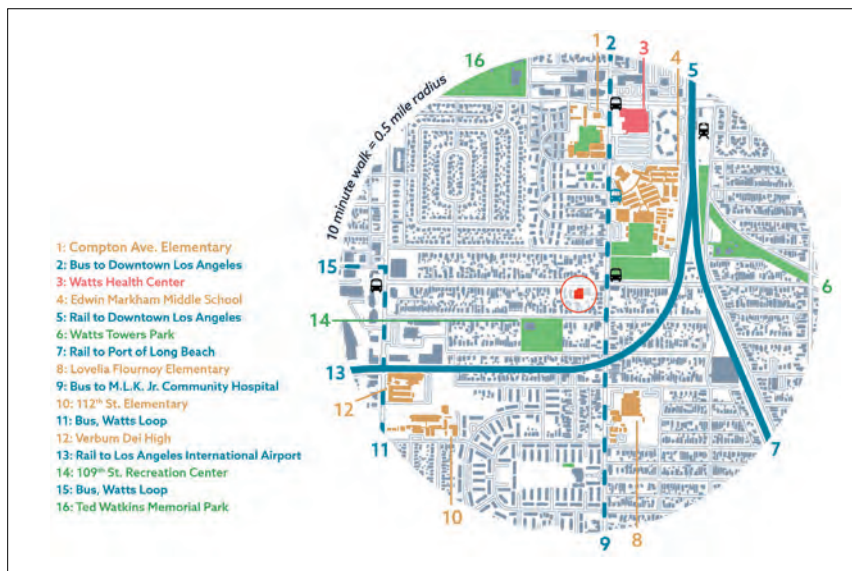 16
1
2
3
4
5
10 minute walk = 0.5 mile radius
1: Compton Ave. Elementary
2: Bus to Downtown Los Angeles
3: Watts Health Center
4: Edwin Markham Middle School
5: Rail to Downtown Los Angeles
6: Watts Towers Park
7: Rail to Port of Long Beach
8: Lovelia Flournoy Elementary
9: Bus to M.L.K. Jr. Community Hospital
10: 112th St. Elementary
11: Bus, Watts Loop
12: Verbum Dei High
13: Rail to Los Angeles International Airport
14: 109th St. Recreation Center
15: Bus, Watts Loop
16: Ted Watkins Memorial Park
15
6
14
13
12
11
7
10
9
8